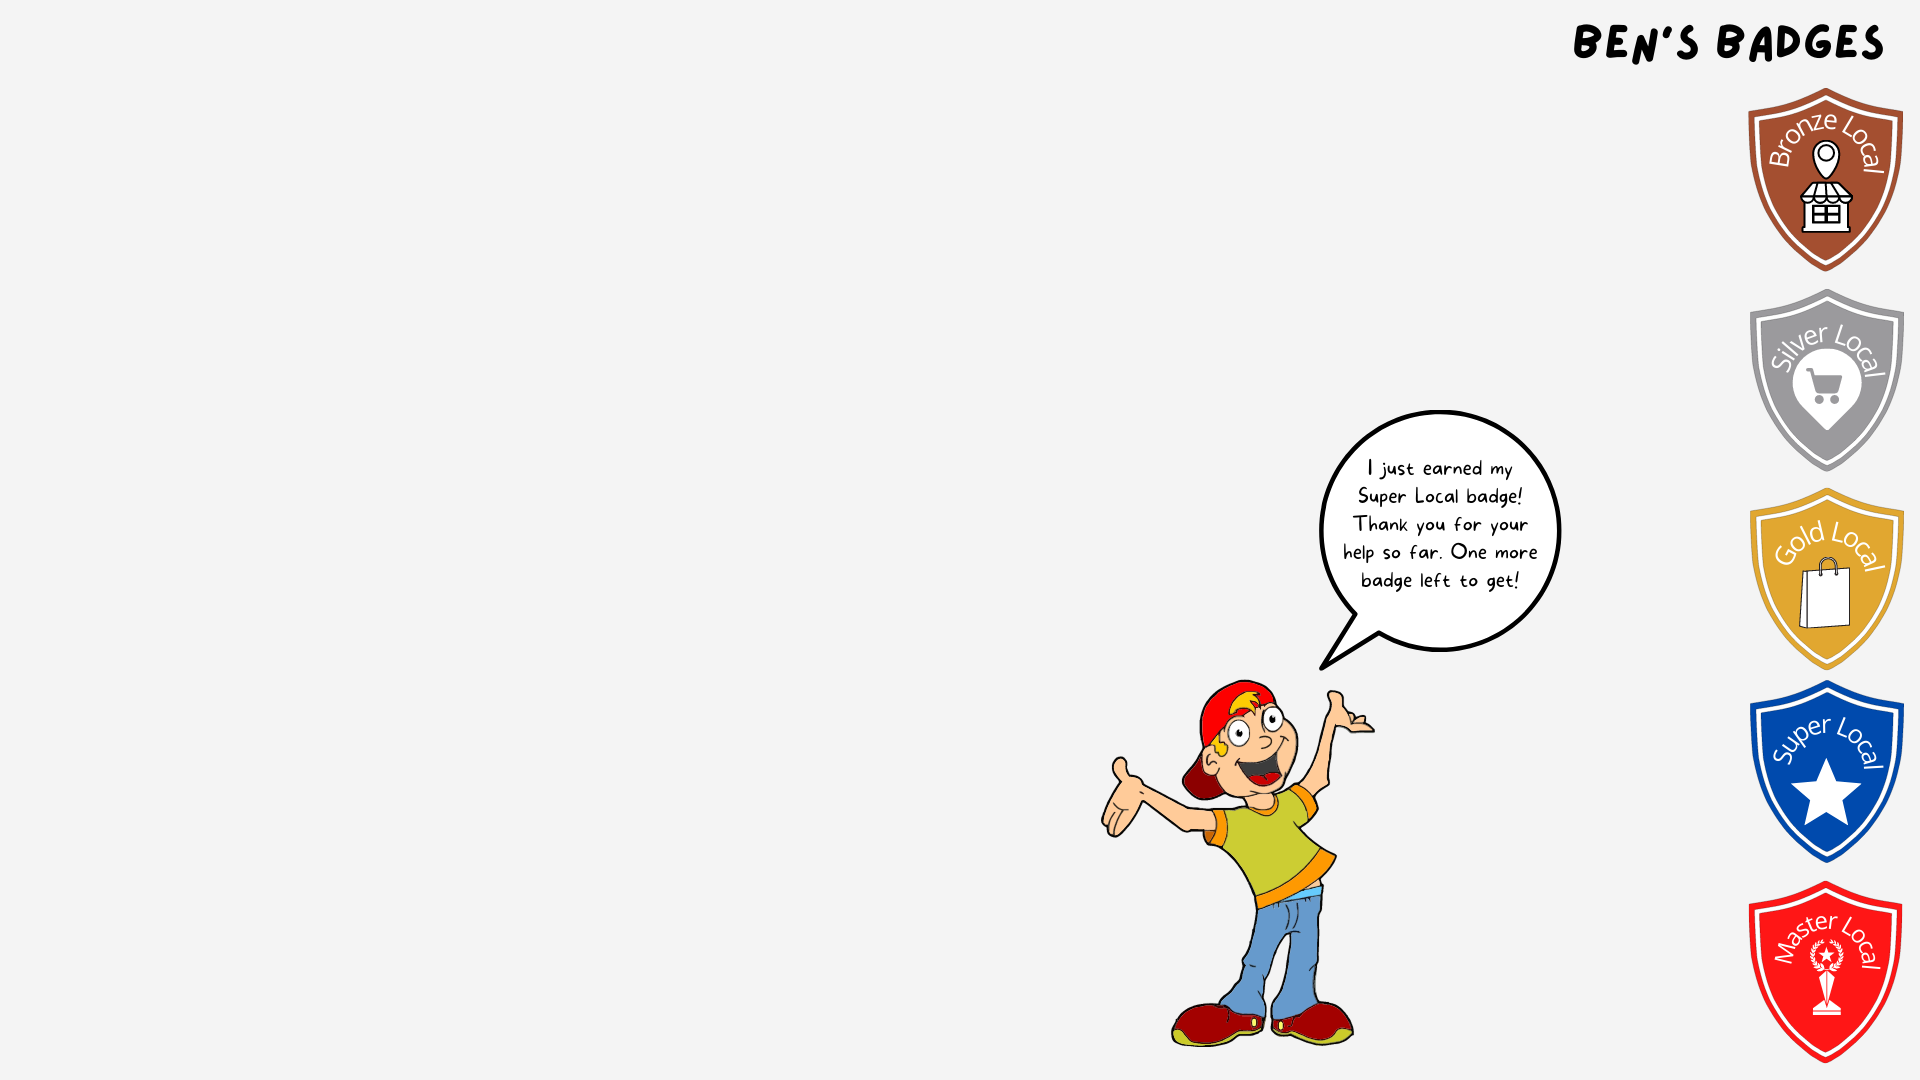 BEN'S BADGES
Bronze Local
Silver Local
I just earned my
Super Local badge!
Thank you for your
help so far. One more
badge left to get!
Gold Local
Super Local
Master Local